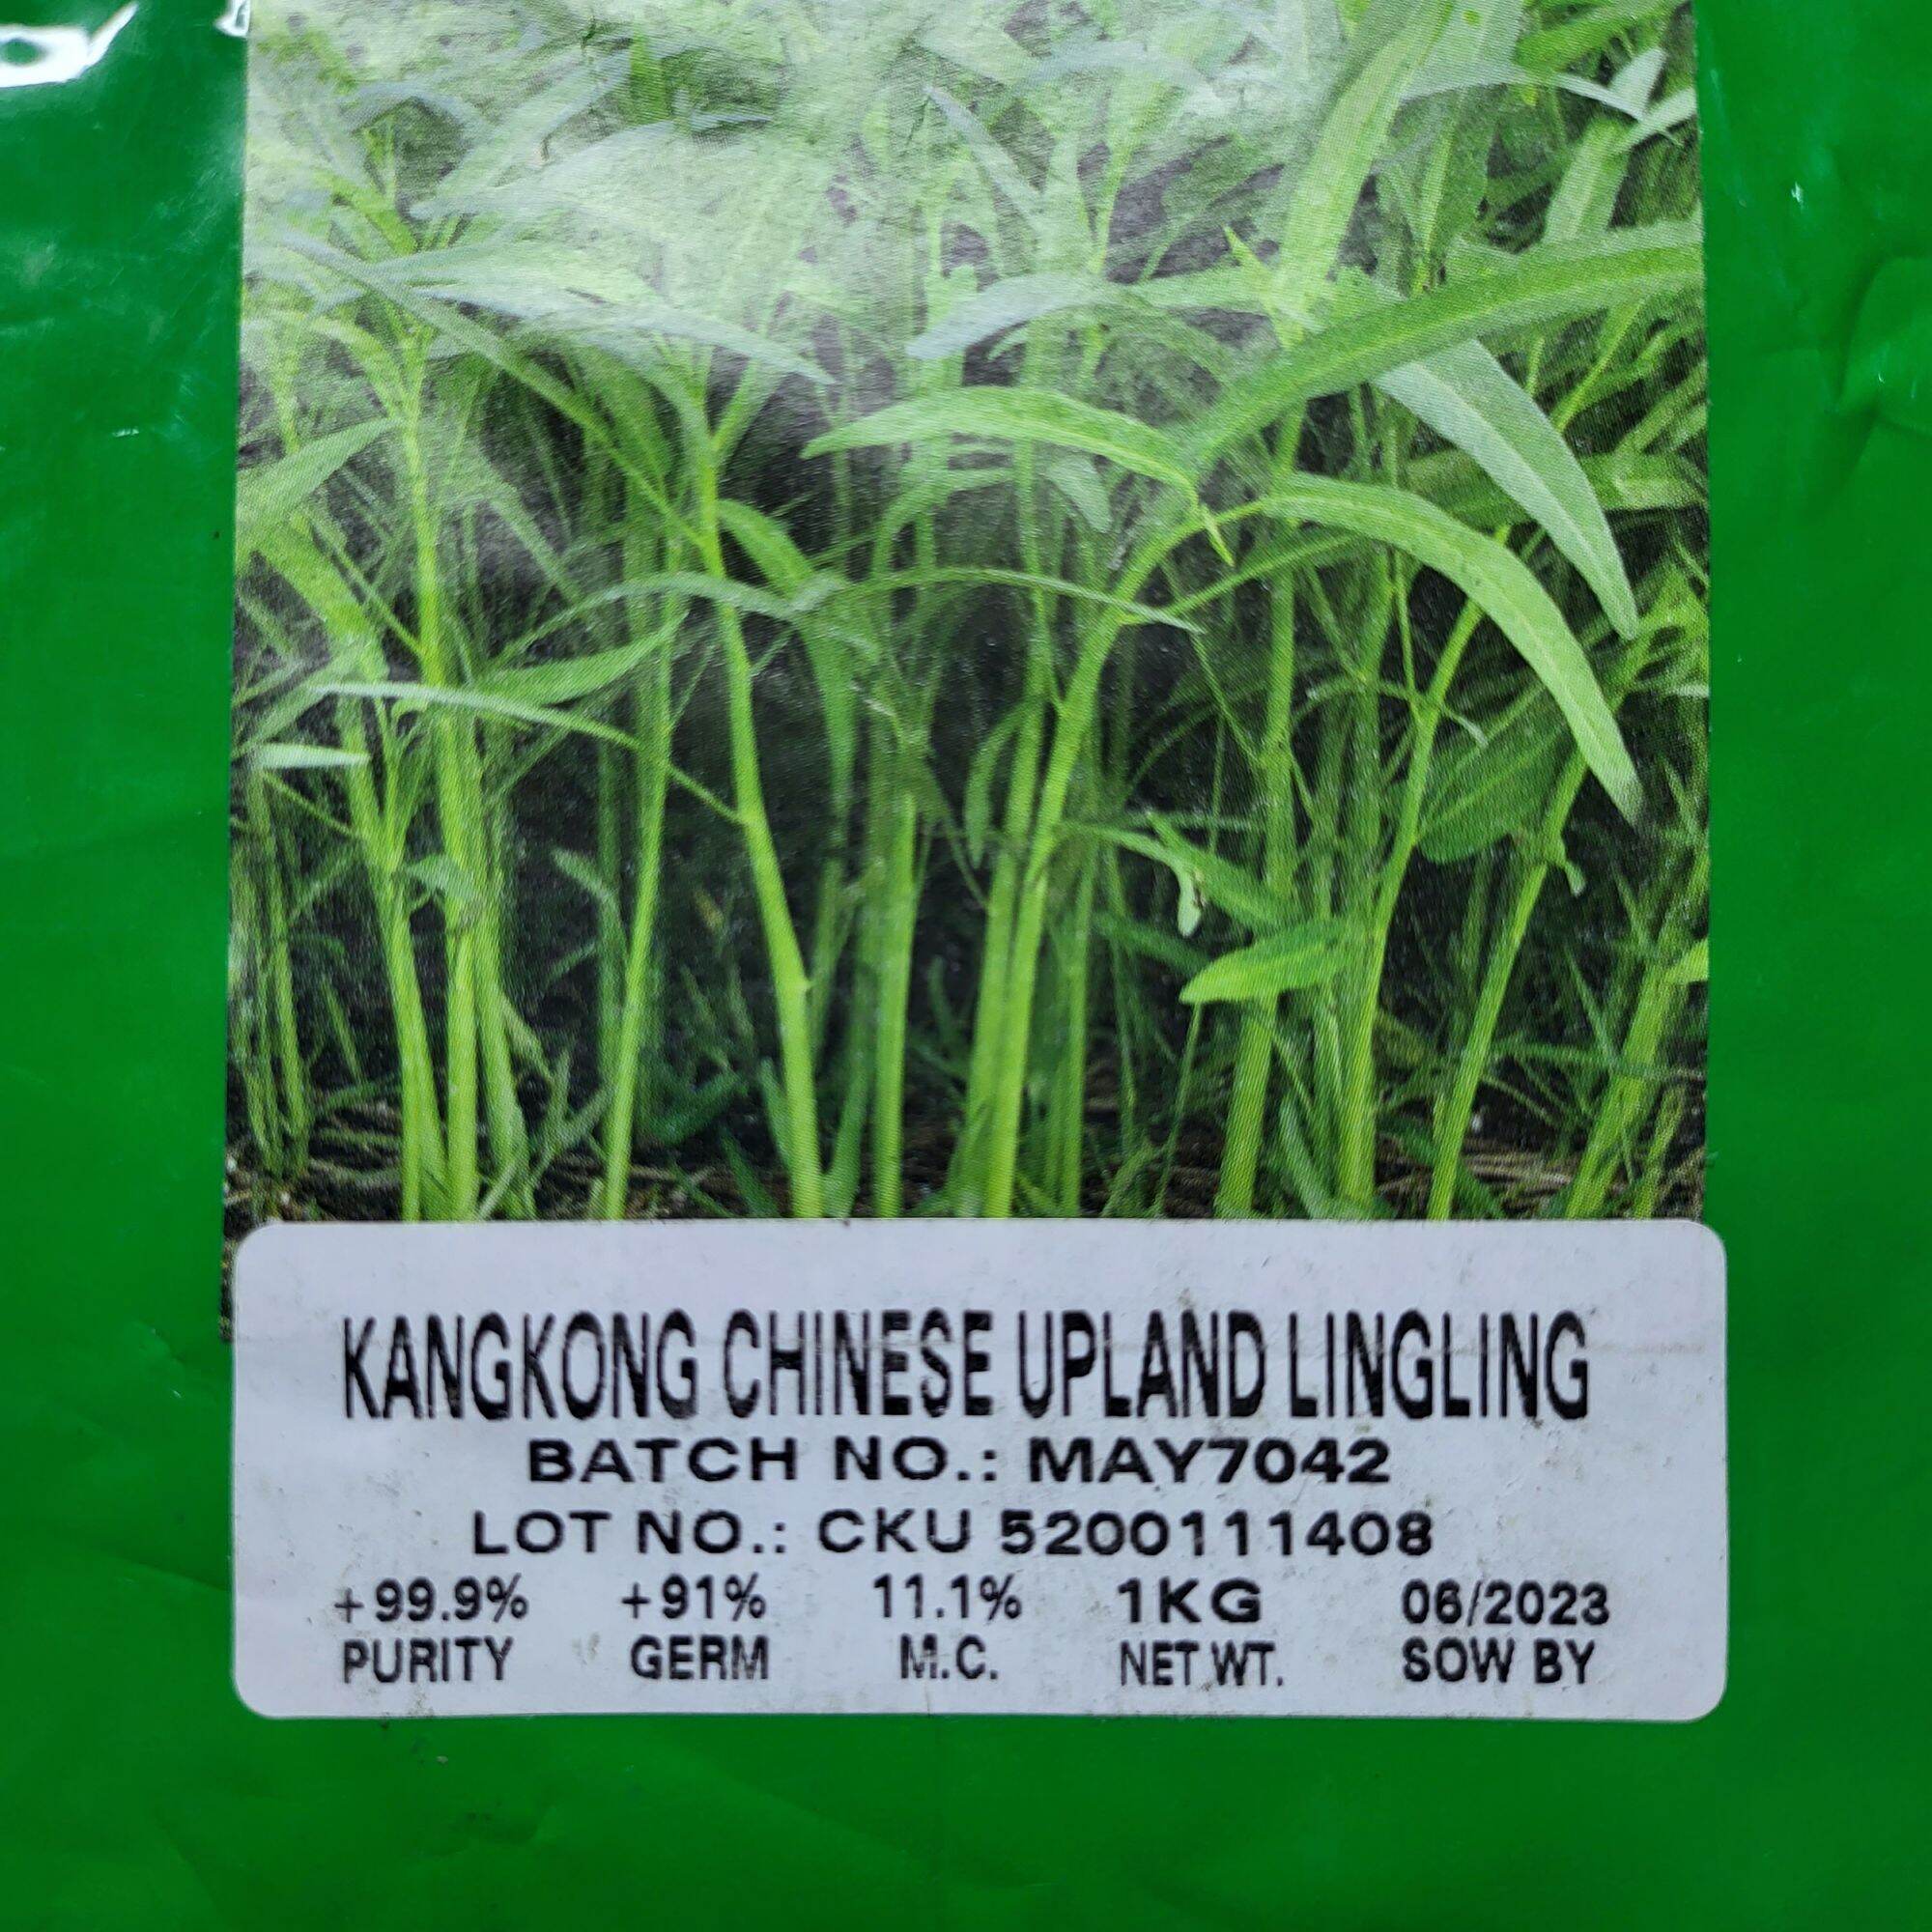 KANGKONG CHINESE UPLAND LINGLING
BATCH NO.: MAY7042
LOT NO.: CKU 5200111408
+99.9% +91% 11.1% 1KG 06/2023
PURITY GERM M.C. NET WT. SOW BY